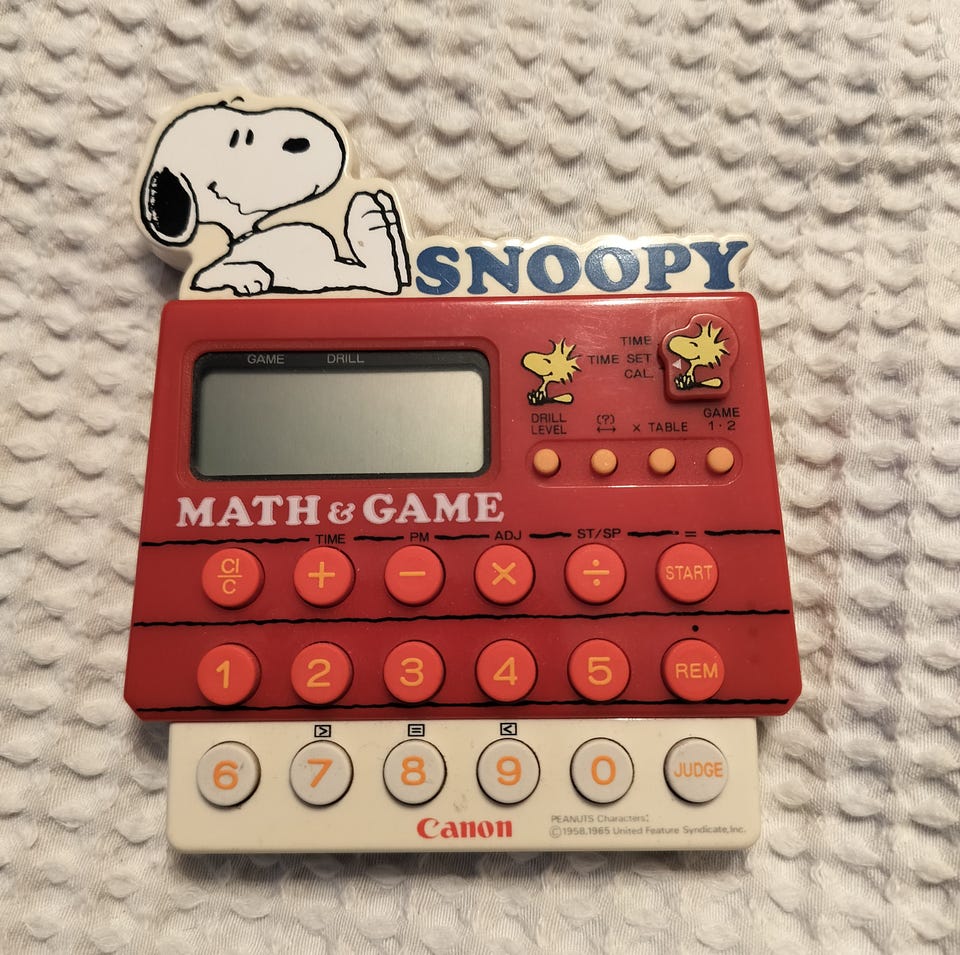 SNOOPY
GAME DRILL
TIME
TIME SET
CAL.
DRILL LEVEL
(?) ↔
× TABLE
GAME 1·2
MATH & GAME
TIME PM ADJ ST/SP · =
CI/C + − × ÷ START
·
1 2 3 4 5 REM
> = <
6 7 8 9 0 JUDGE
Canon
PEANUTS Characters:
©1958,1965 United Feature Syndicate,Inc.